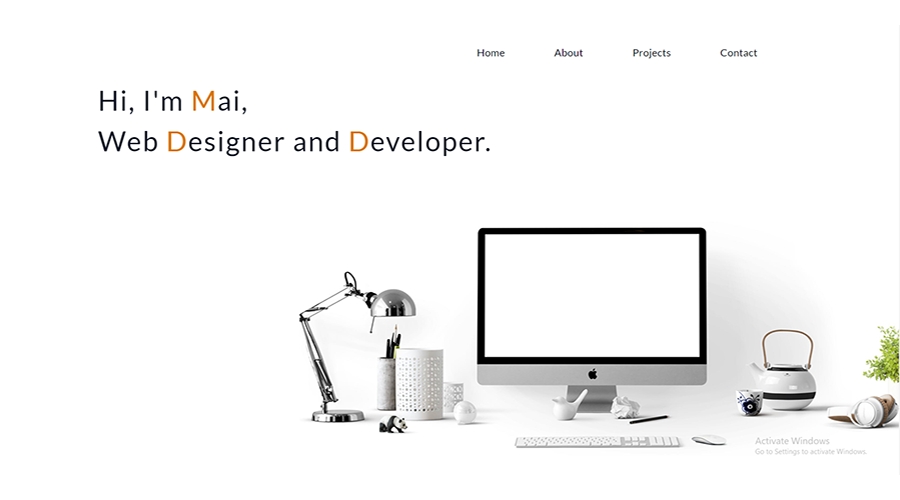 Home About Projects Contact
Hi, I'm Mai,
Web Designer and Developer.
Activate Windows
Go to Settings to activate Windows.